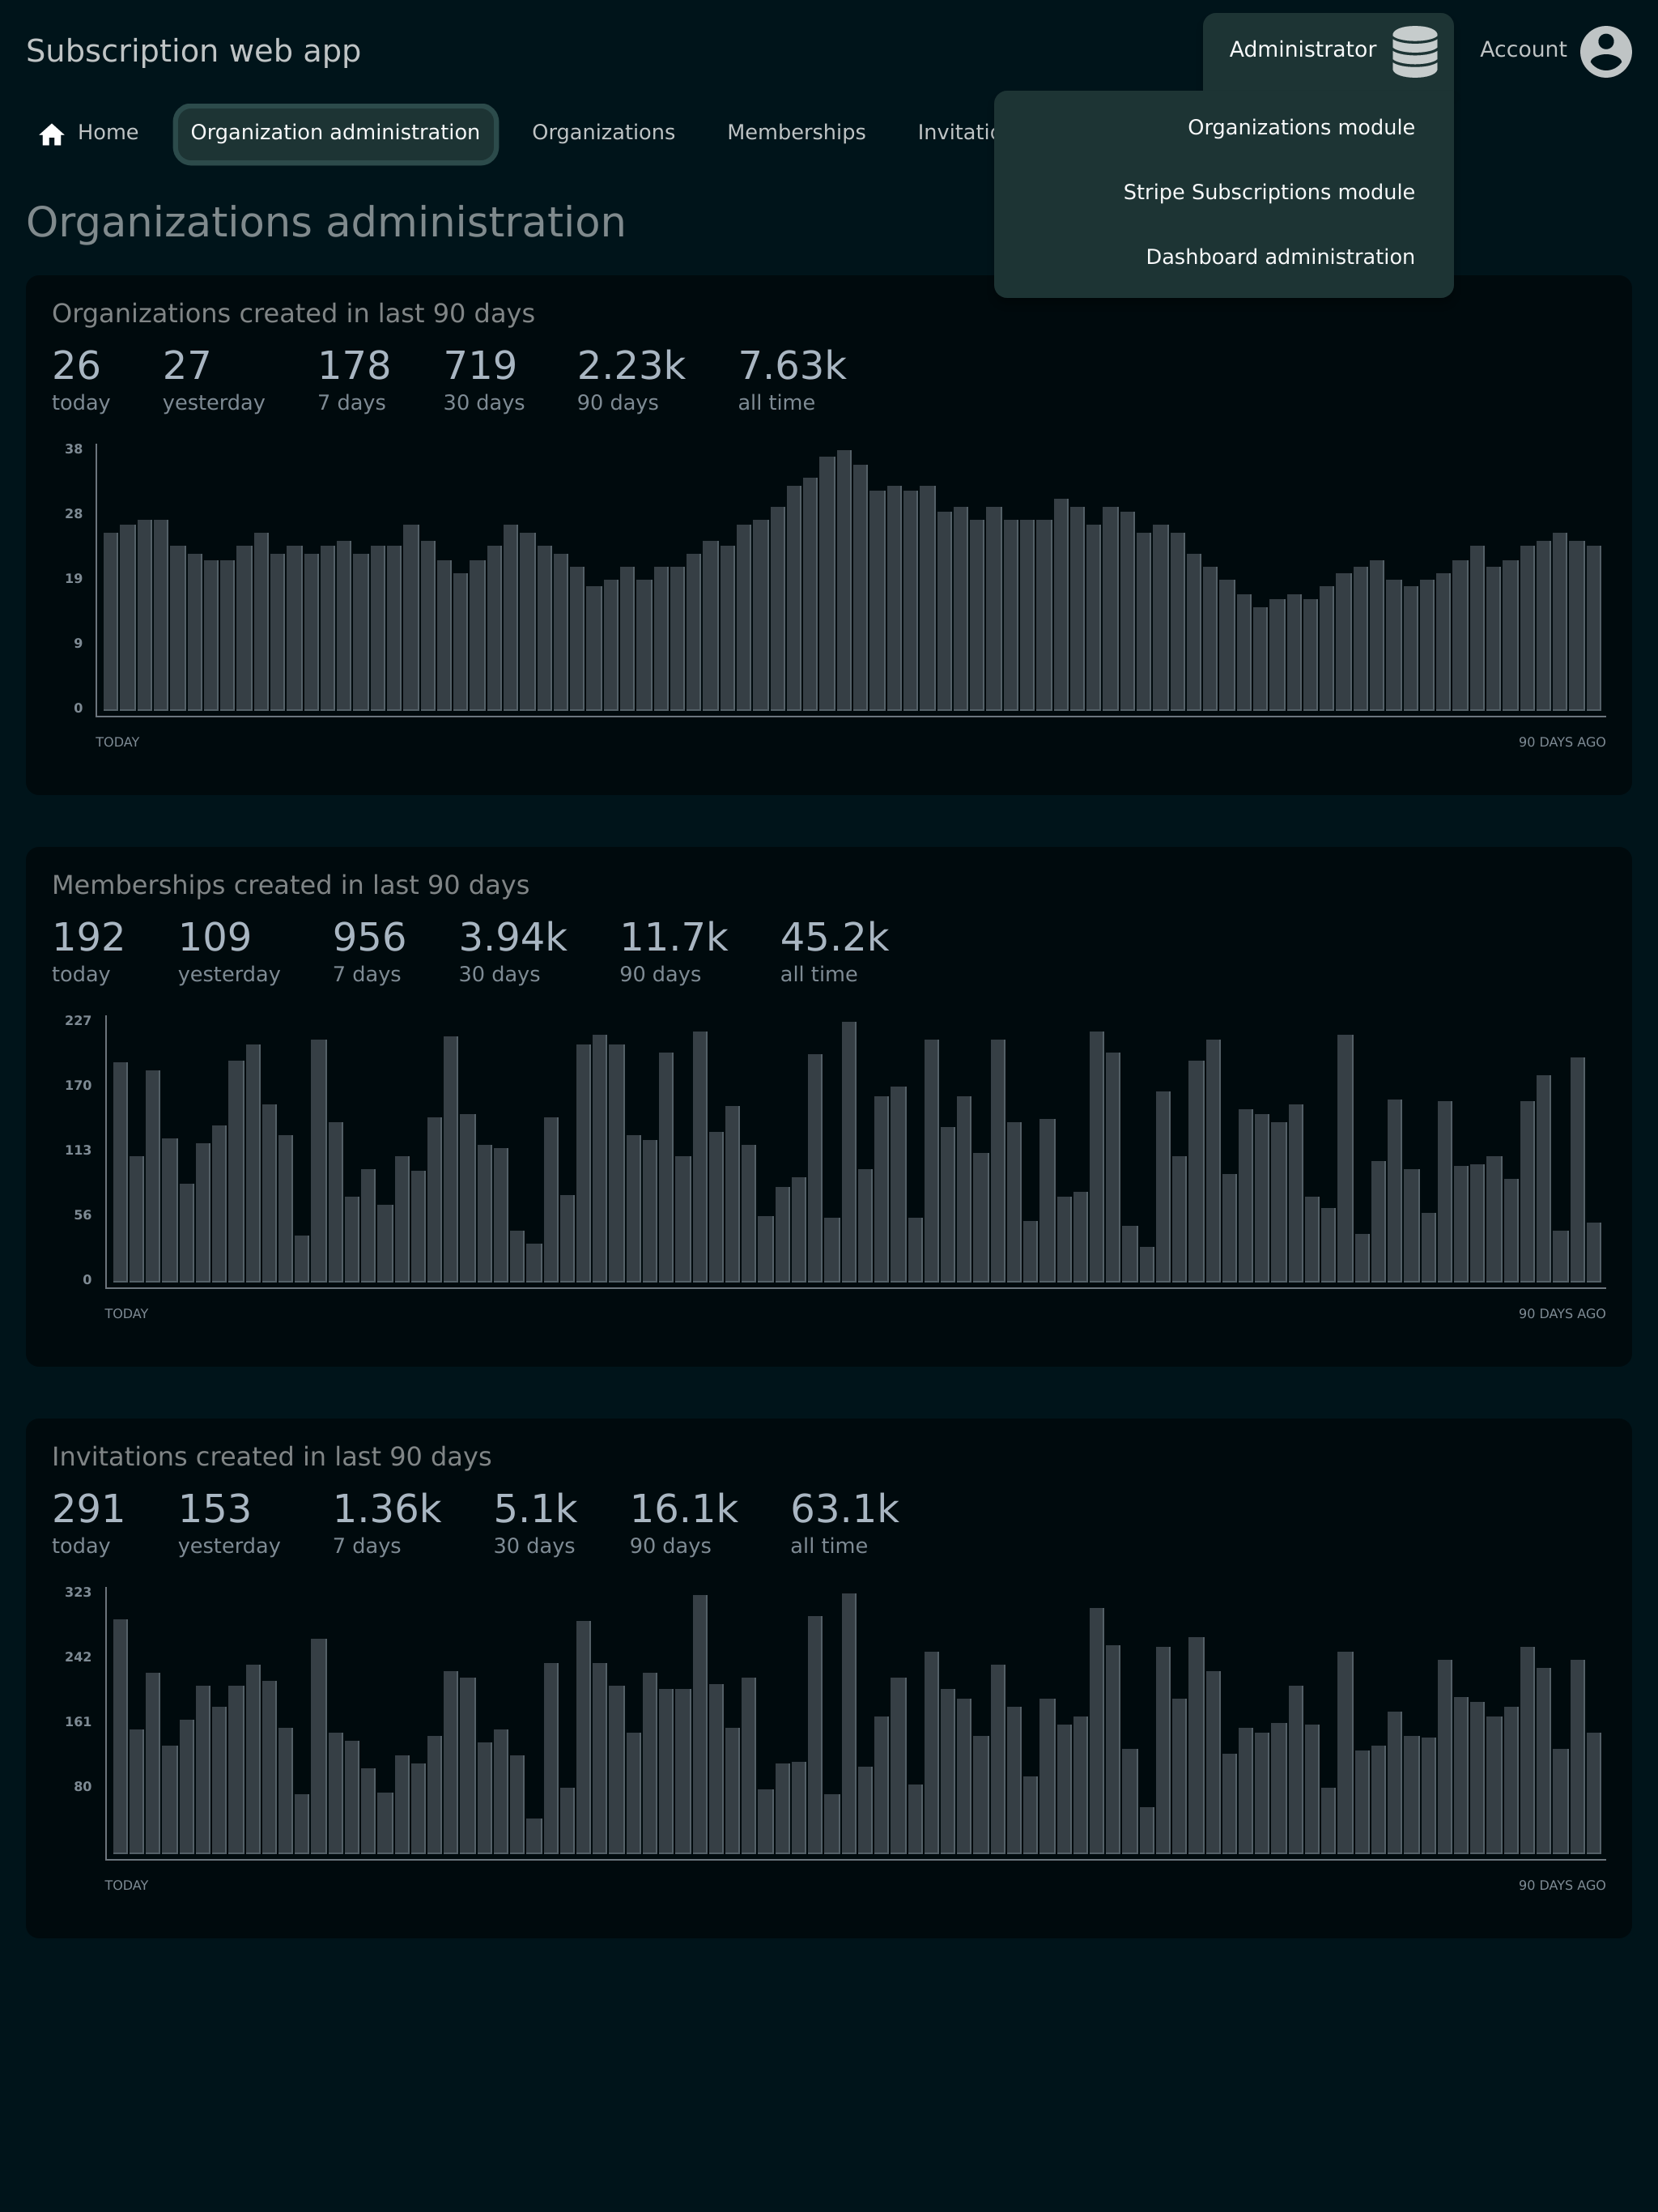 Subscription web app
Administrator
Account
Home
Organization administration
Organizations
Memberships
Invitatio
Organizations module
Stripe Subscriptions module
Dashboard administration
Organizations administration
Organizations created in last 90 days
26 27 178 719 2.23k 7.63k
today yesterday 7 days 30 days 90 days all time
38
28
19
9
0
TODAY 90 DAYS AGO
Memberships created in last 90 days
192 109 956 3.94k 11.7k 45.2k
today yesterday 7 days 30 days 90 days all time
227
170
113
56
0
TODAY 90 DAYS AGO
Invitations created in last 90 days
291 153 1.36k 5.1k 16.1k 63.1k
today yesterday 7 days 30 days 90 days all time
323
242
161
80
TODAY 90 DAYS AGO